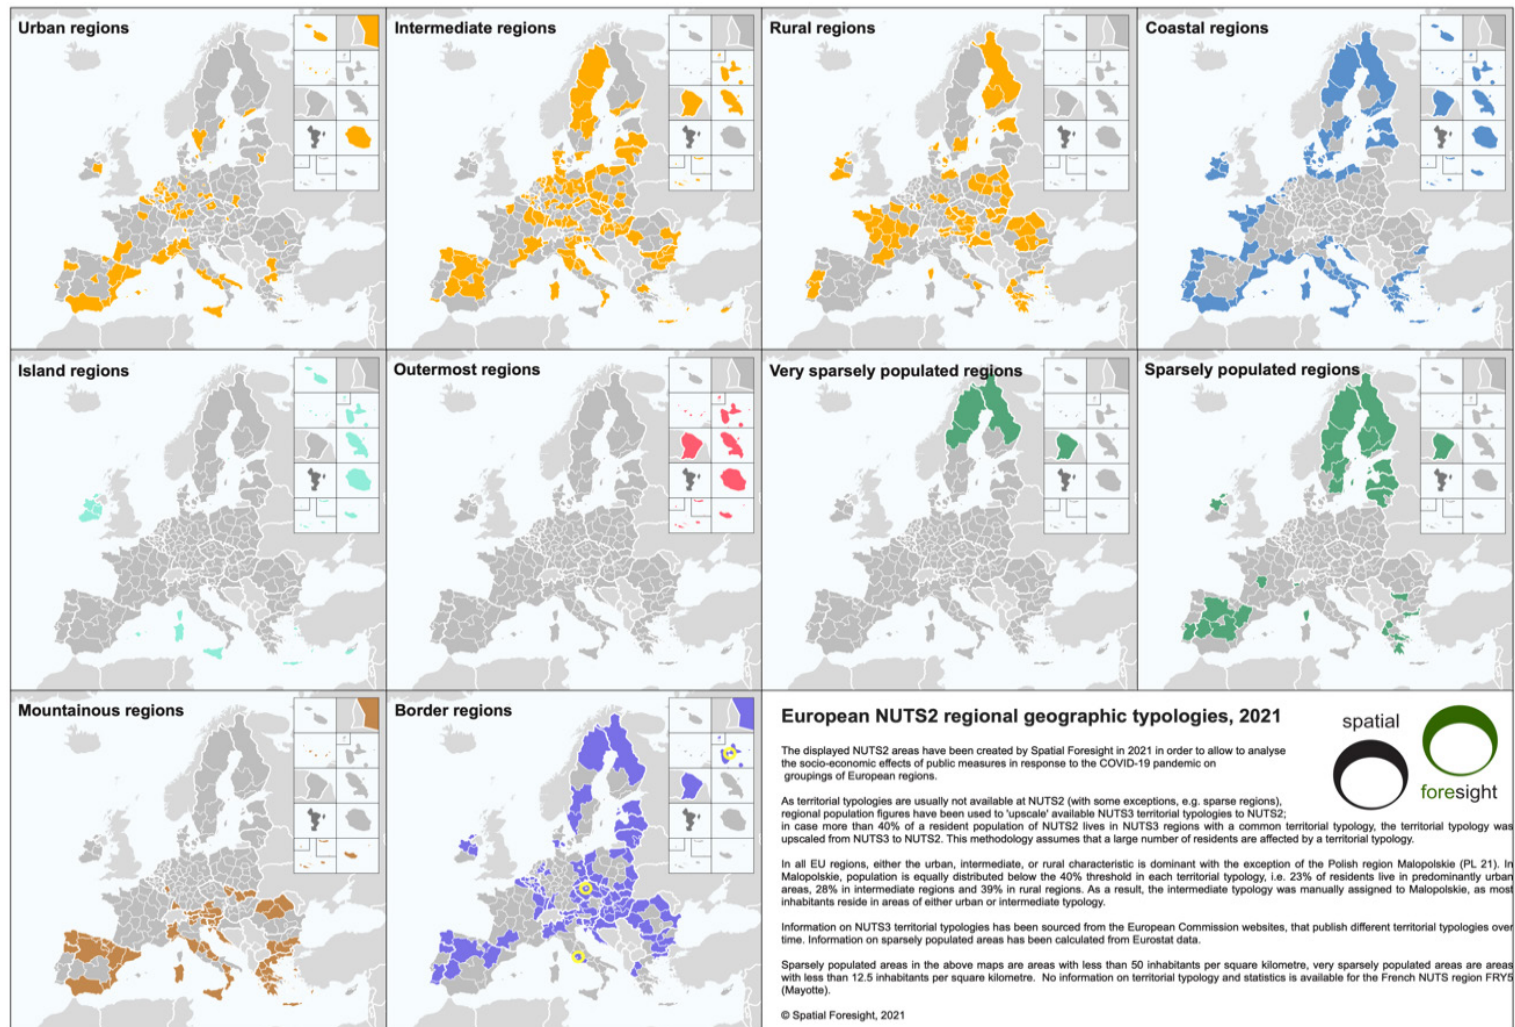 Urban regions
Intermediate regions
Rural regions
Coastal regions
Island regions
Outermost regions
Very sparsely populated regions
Sparsely populated regions
Mountainous regions
Border regions
European NUTS2 regional geographic typologies, 2021
spatial
foresight
The displayed NUTS2 areas have been created by Spatial Foresight in 2021 in order to allow to analyse
the socio-economic effects of public measures in response to the COVID-19 pandemic on
groupings of European regions.
As territorial typologies are usually not available at NUTS2 (with some exceptions, e.g. sparse regions),
regional population figures have been used to 'upscale' available NUTS3 territorial typologies to NUTS2;
in case more than 40% of a resident population of NUTS2 lives in NUTS3 regions with a common territorial typology, the territorial typology was
upscaled from NUTS3 to NUTS2. This methodology assumes that a large number of residents are affected by a territorial typology.
In all EU regions, either the urban, intermediate, or rural characteristic is dominant with the exception of the Polish region Malopolskie (PL 21). In
Malopolskie, population is equally distributed below the 40% threshold in each territorial typology, i.e. 23% of residents live in predominantly urban
areas, 28% in intermediate regions and 39% in rural regions. As a result, the intermediate typology was manually assigned to Malopolskie, as most
inhabitants reside in areas of either urban or intermediate typology.
Information on NUTS3 territorial typologies has been sourced from the European Commission websites, that publish different territorial typologies over
time. Information on sparsely populated areas has been calculated from Eurostat data.
Sparsely populated areas in the above maps are areas with less than 50 inhabitants per square kilometre, very sparsely populated areas are areas
with less than 12.5 inhabitants per square kilometre. No information on territorial typology and statistics is available for the French NUTS region FRY5
(Mayotte).
© Spatial Foresight, 2021